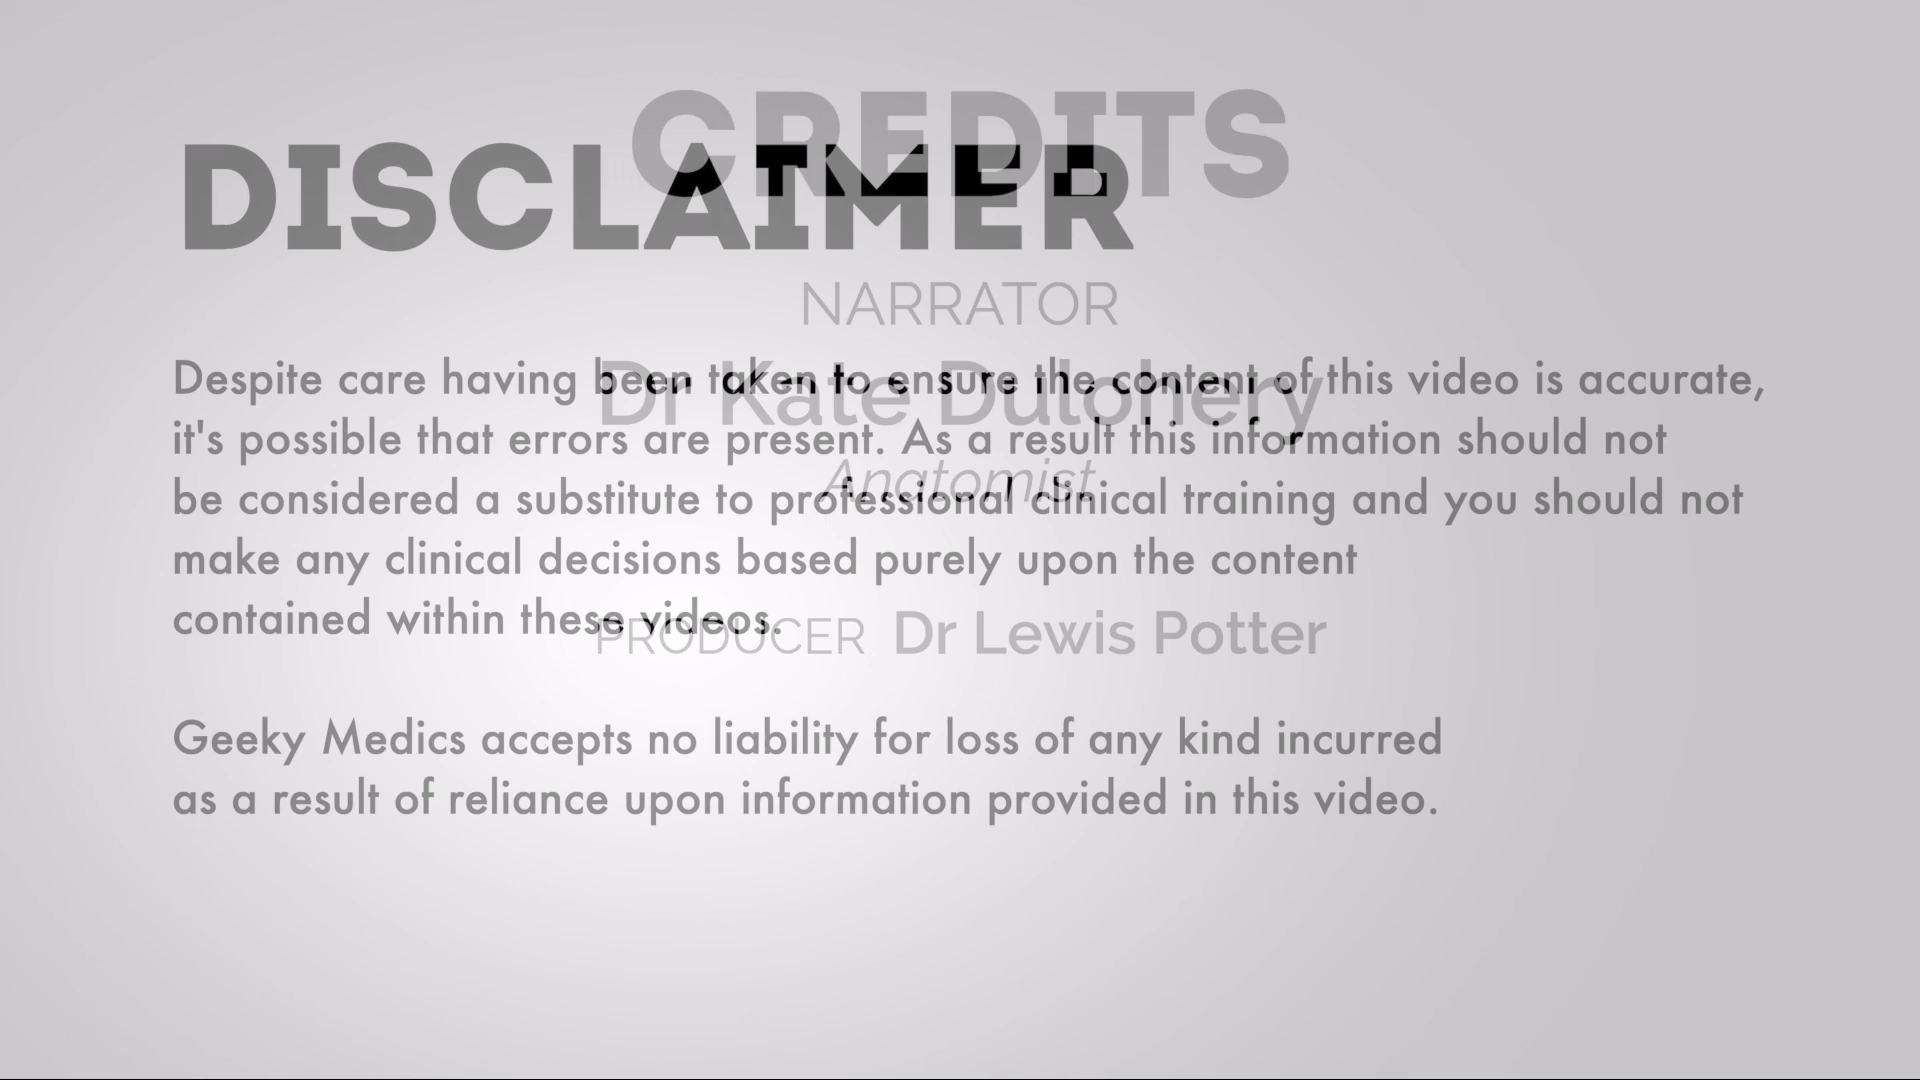 CREDITS
DISCLAIMER
NARRATOR
Despite care having been taken to ensure the content of this video is accurate,
Dr Kate Dulohery
it's possible that errors are present. As a result this information should not
Anatomist
be considered a substitute to professional clinical training and you should not
make any clinical decisions based purely upon the content
contained within these videos.
PRODUCER Dr Lewis Potter
Geeky Medics accepts no liability for loss of any kind incurred
as a result of reliance upon information provided in this video.